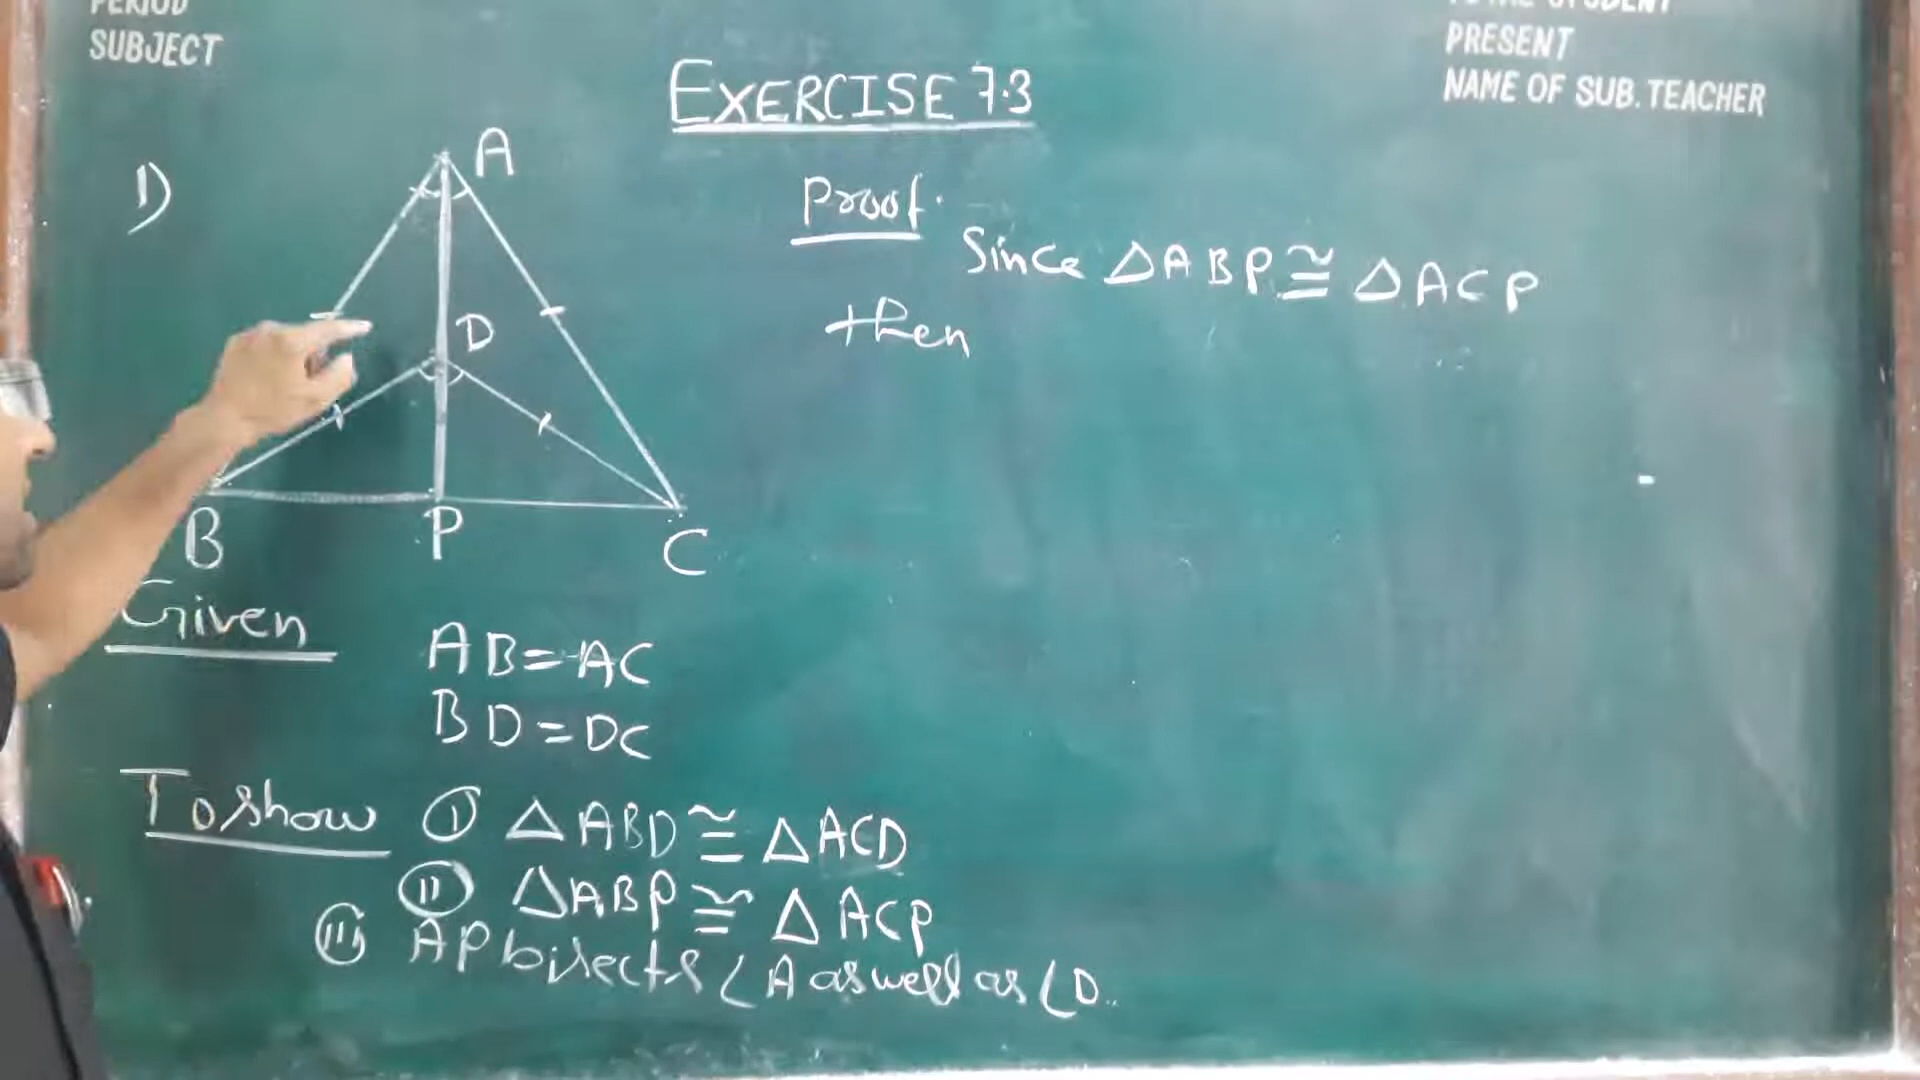 SUBJECT
PRESENT
NAME OF SUB. TEACHER
EXERCISE 7.3
1)
A
D
B
P
C
Proof.
Since △ABP ≅ △ACP
then
Given
AB = AC
BD = DC
To show
(i) △ABD ≅ △ACD
(ii) △ABP ≅ △ACP
(iii) AP bisects ∠A as well as ∠D..